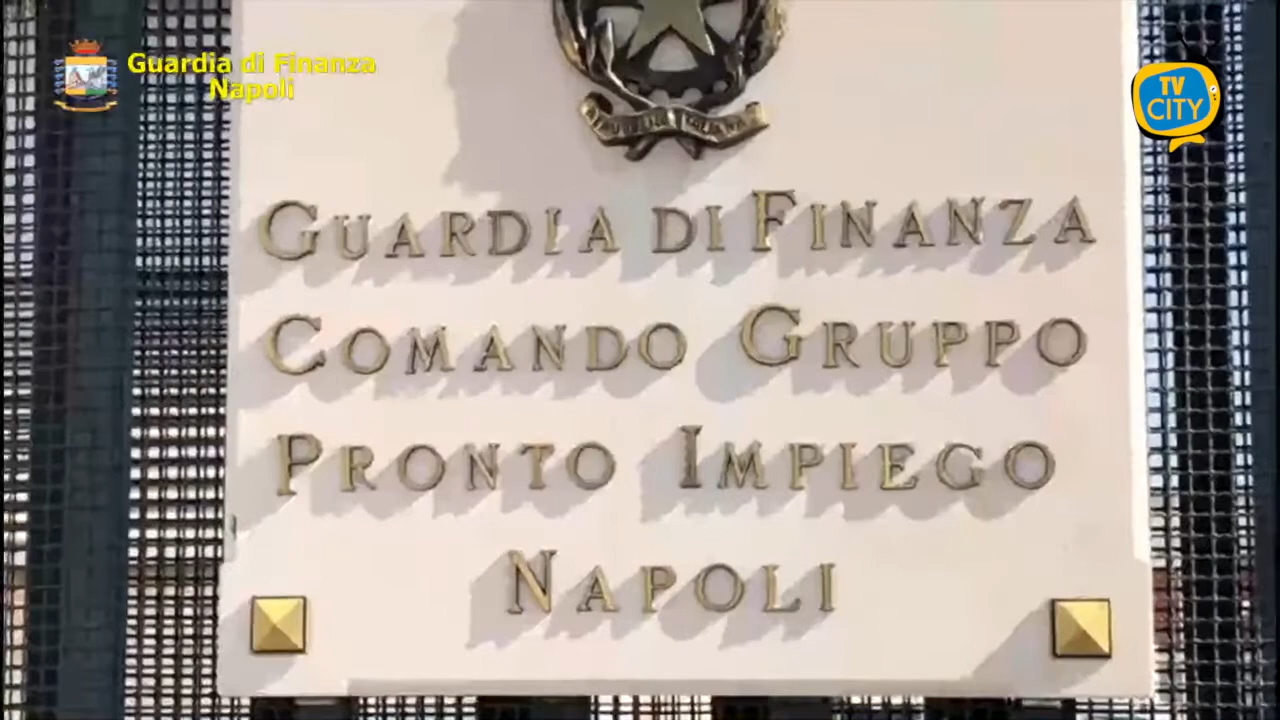 Guardia di Finanza
Napoli
TV
CITY
GUARDIA DI FINANZA
COMANDO GRUPPO
PRONTO IMPIEGO
NAPOLI